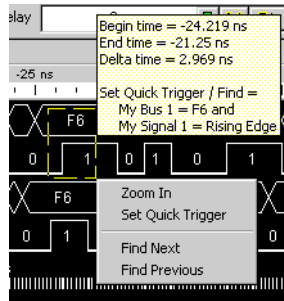 elay
Begin time = -24.219 ns
End time = -21.25 ns
Delta time = 2.969 ns
Set Quick Trigger / Find =
My Bus 1 = F6 and
My Signal 1 = Rising Edge
-25 ns
F6
0 1 0 1 0 1
F6
0 1 0
Zoom In
Set Quick Trigger
Find Next
Find Previous